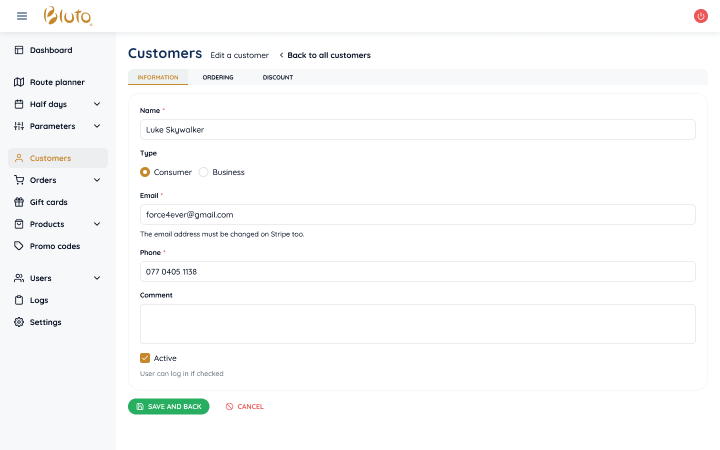 Bluto
Dashboard
Route planner
Half days
Parameters
Customers
Orders
Gift cards
Products
Promo codes
Users
Logs
Settings
Customers Edit a customer Back to all customers
INFORMATION ORDERING DISCOUNT
Name *
Luke Skywalker
Type
Consumer Business
Email *
force4ever@gmail.com
The email address must be changed on Stripe too.
Phone *
077 0405 1138
Comment
Active
User can log in if checked
SAVE AND BACK CANCEL